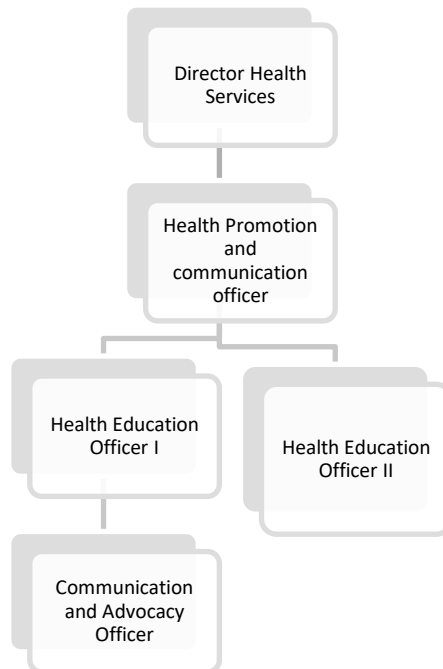 Director Health
Services
Health Promotion
and
communication
officer
Health Education
Officer I
Health Education
Officer II
Communication
and Advocacy
Officer